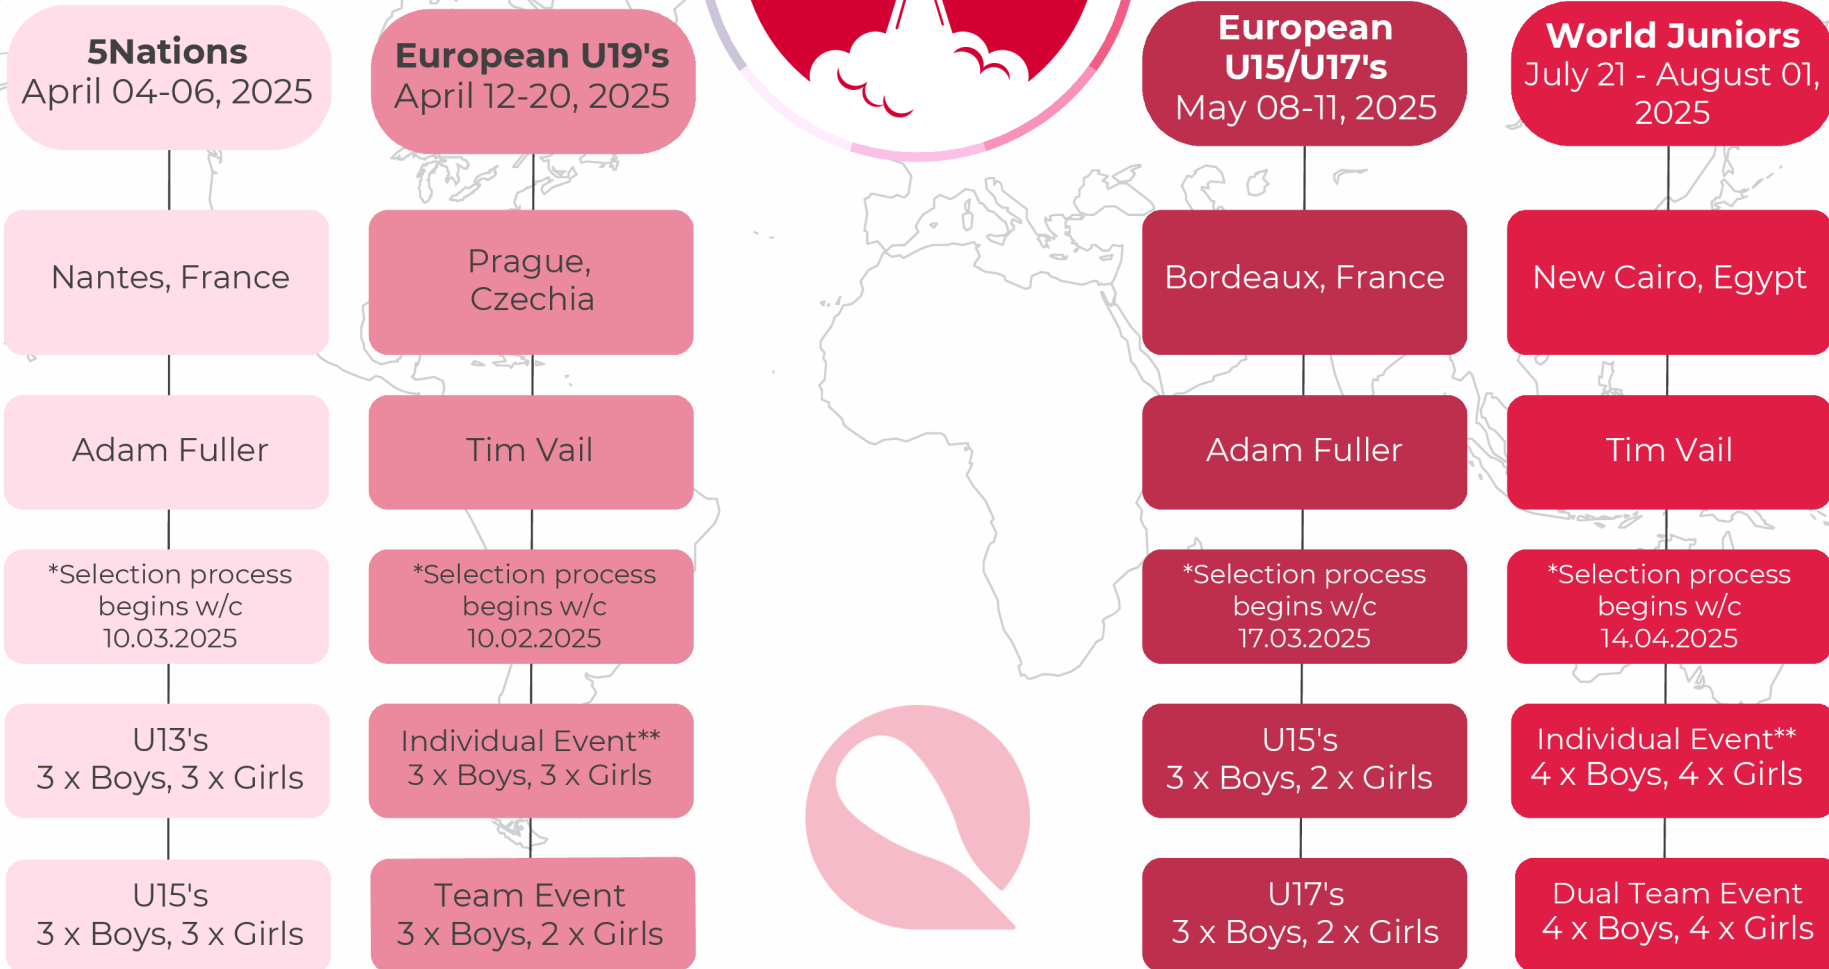 5Nations
April 04-06, 2025
Nantes, France
Adam Fuller
*Selection process
begins w/c
10.03.2025
U13's
3 x Boys, 3 x Girls
U15's
3 x Boys, 3 x Girls
European U19's
April 12-20, 2025
Prague,
Czechia
Tim Vail
*Selection process
begins w/c
10.02.2025
Individual Event**
3 x Boys, 3 x Girls
Team Event
3 x Boys, 2 x Girls
European
U15/U17's
May 08-11, 2025
Bordeaux, France
Adam Fuller
*Selection process
begins w/c
17.03.2025
U15's
3 x Boys, 2 x Girls
U17's
3 x Boys, 2 x Girls
World Juniors
July 21 - August 01,
2025
New Cairo, Egypt
Tim Vail
*Selection process
begins w/c
14.04.2025
Individual Event**
4 x Boys, 4 x Girls
Dual Team Event
4 x Boys, 4 x Girls